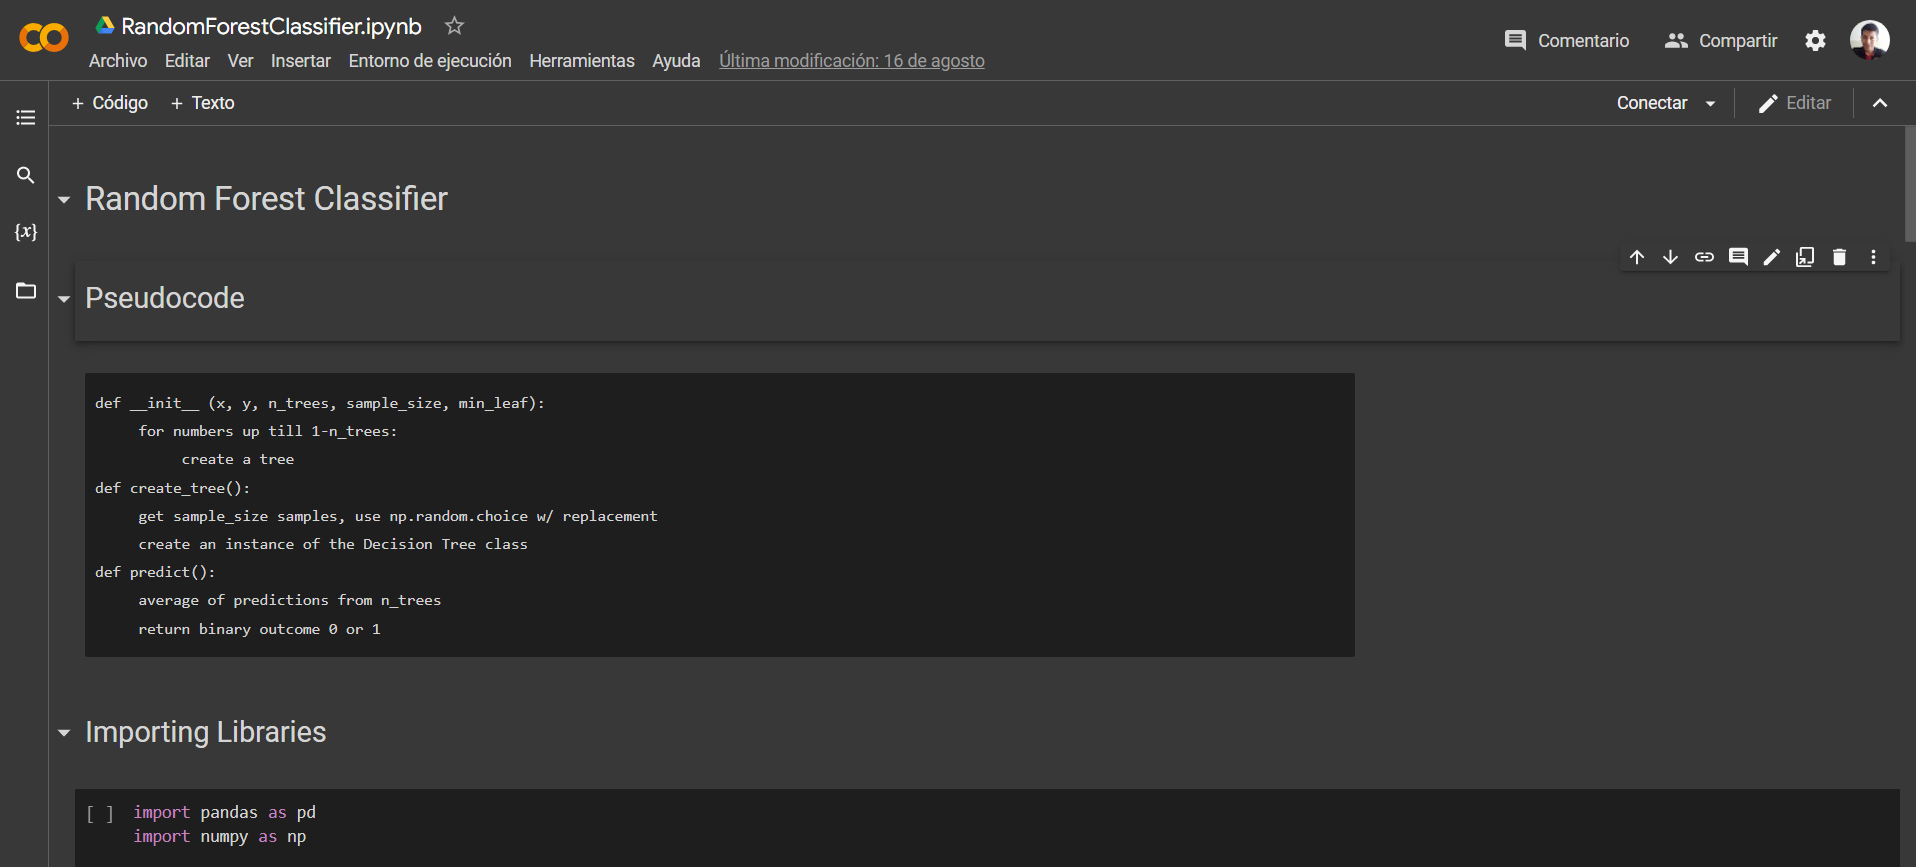 RandomForestClassifier.ipynb
Archivo Editar Ver Insertar Entorno de ejecución Herramientas Ayuda Última modificación: 16 de agosto
Comentario Compartir
+ Código + Texto
Conectar Editar
{x}
Random Forest Classifier
Pseudocode
def __init__ (x, y, n_trees, sample_size, min_leaf):
     for numbers up till 1-n_trees:
          create a tree
def create_tree():
     get sample_size samples, use np.random.choice w/ replacement
     create an instance of the Decision Tree class
def predict():
     average of predictions from n_trees
     return binary outcome 0 or 1
Importing Libraries
[ ] import pandas as pd
import numpy as np